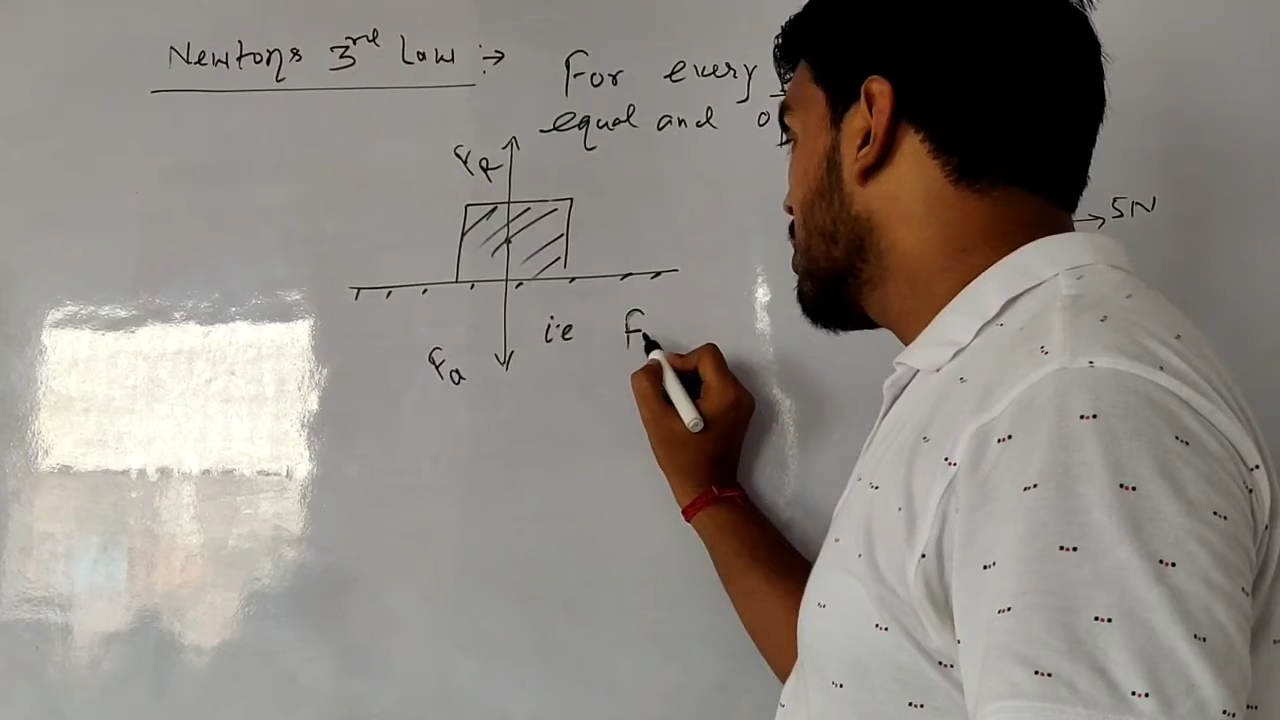 Newtons 3rd Law :→ For every
equal and
FR
→ 5N
i.e F
Fa